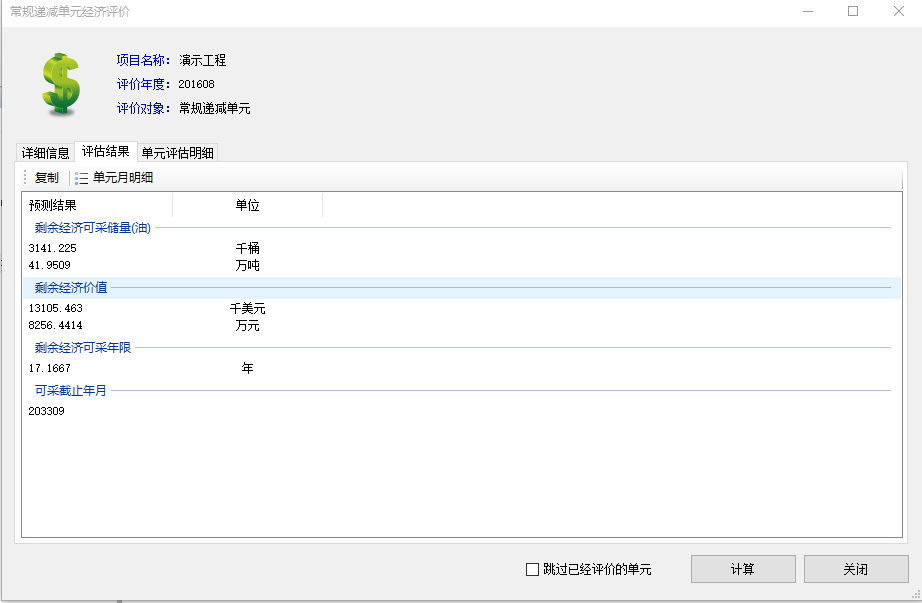 常规递减单元经济评价
项目名称： 演示工程
评价年度： 201608
评价对象： 常规递减单元
详细信息 评估结果 单元评估明细
复制 单元月明细
预测结果 单位
剩余经济可采储量(油)
3141.225 千桶
41.9509 万吨
剩余经济价值
13105.463 千美元
8256.4414 万元
剩余经济可采年限
17.1667 年
可采截止年月
203309
跳过已经评价的单元 计算 关闭